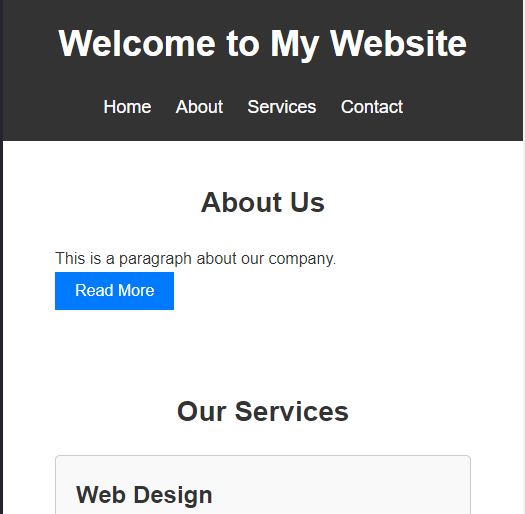 Welcome to My Website
Home About Services Contact
About Us
This is a paragraph about our company.
Read More
Our Services
Web Design